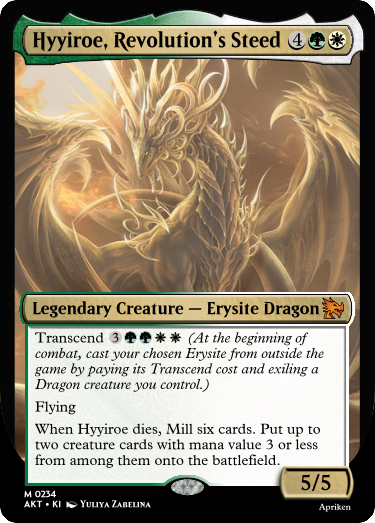 Hyyiroe, Revolution's Steed 4
Legendary Creature — Erysite Dragon
Transcend 3 (At the beginning of
combat, cast your chosen Erysite from outside
the game by paying its Transcend cost and exiling a
Dragon creature you control.)
Flying
When Hyyiroe dies, Mill six cards. Put up to
two creature cards with mana value 3 or less
from among them onto the battlefield.
5/5
M 0234
AKT • KI Yuliya Zabelina
Apriken